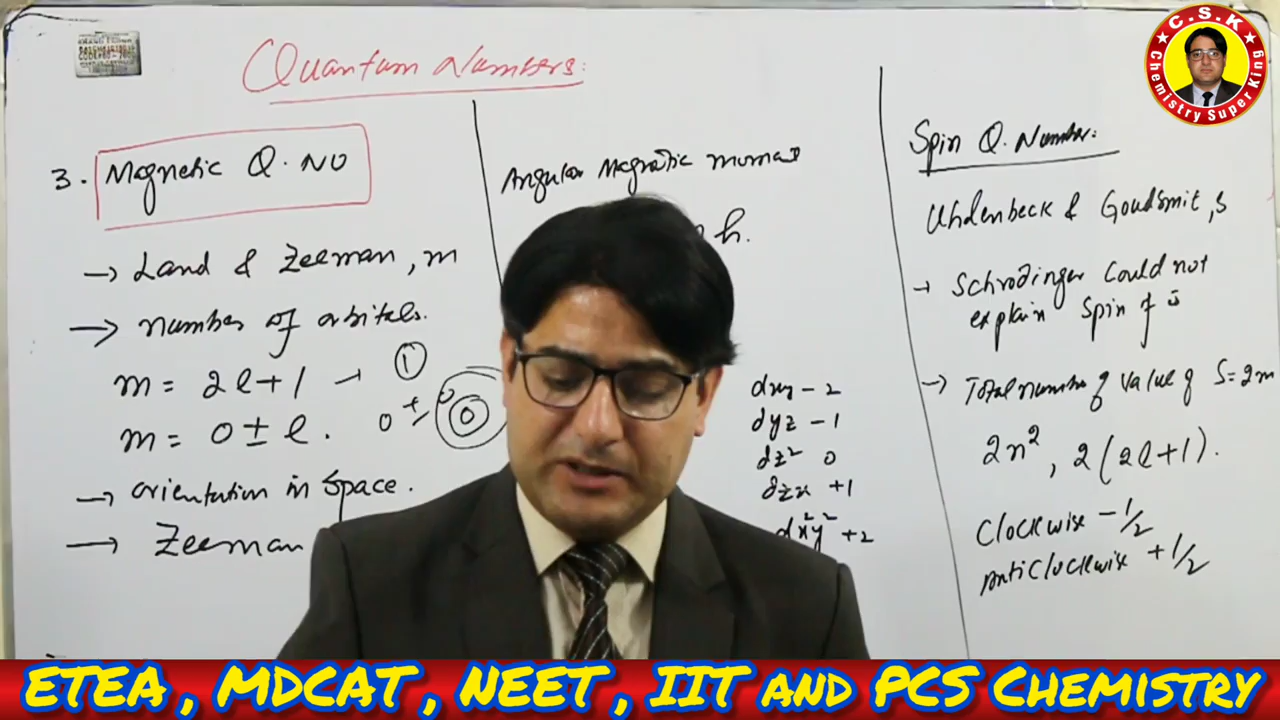 Quantum Numbers:
3. Magnetic Q. NO
→ Land & Zeeman, m
→ number of orbitals.
m = 2l+1 → ①
m = 0 ± l. 0 + 0
→ orientation in space.
→ Zeeman
Angular Magnetic moment
h.
dxy - 2
dyz - 1
dz² 0
dzx +1
dx²y² +2
Spin Q. Number:
Uhlenbeck & Goudsmit, s
→ Schrodinger Could not
explain Spin of
→ Total number of value of S = 2m
2n², 2(2l+1).
Clockwise -1/2
Anticlockwise +1/2
C.S.K
Chemistry Super King
ETEA, MDCAT, NEET, IIT AND PCS CHEMISTRY